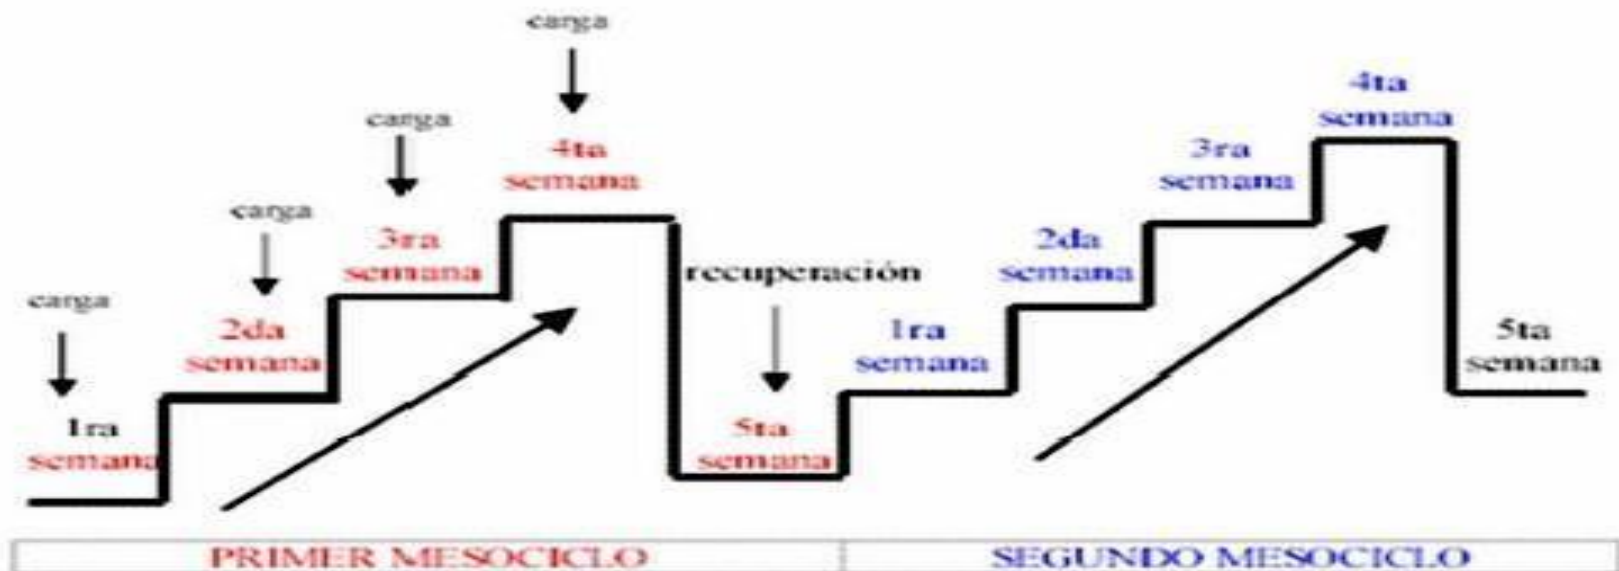 carga
1ra
semana
carga
2da
semana
carga
3ra
semana
carga
4ta
semana
recuperación
5ta
semana
1ra
semana
2da
semana
3ra
semana
4ta
semana
5ta
semana
PRIMER MESOCICLO
SEGUNDO MESOCICLO